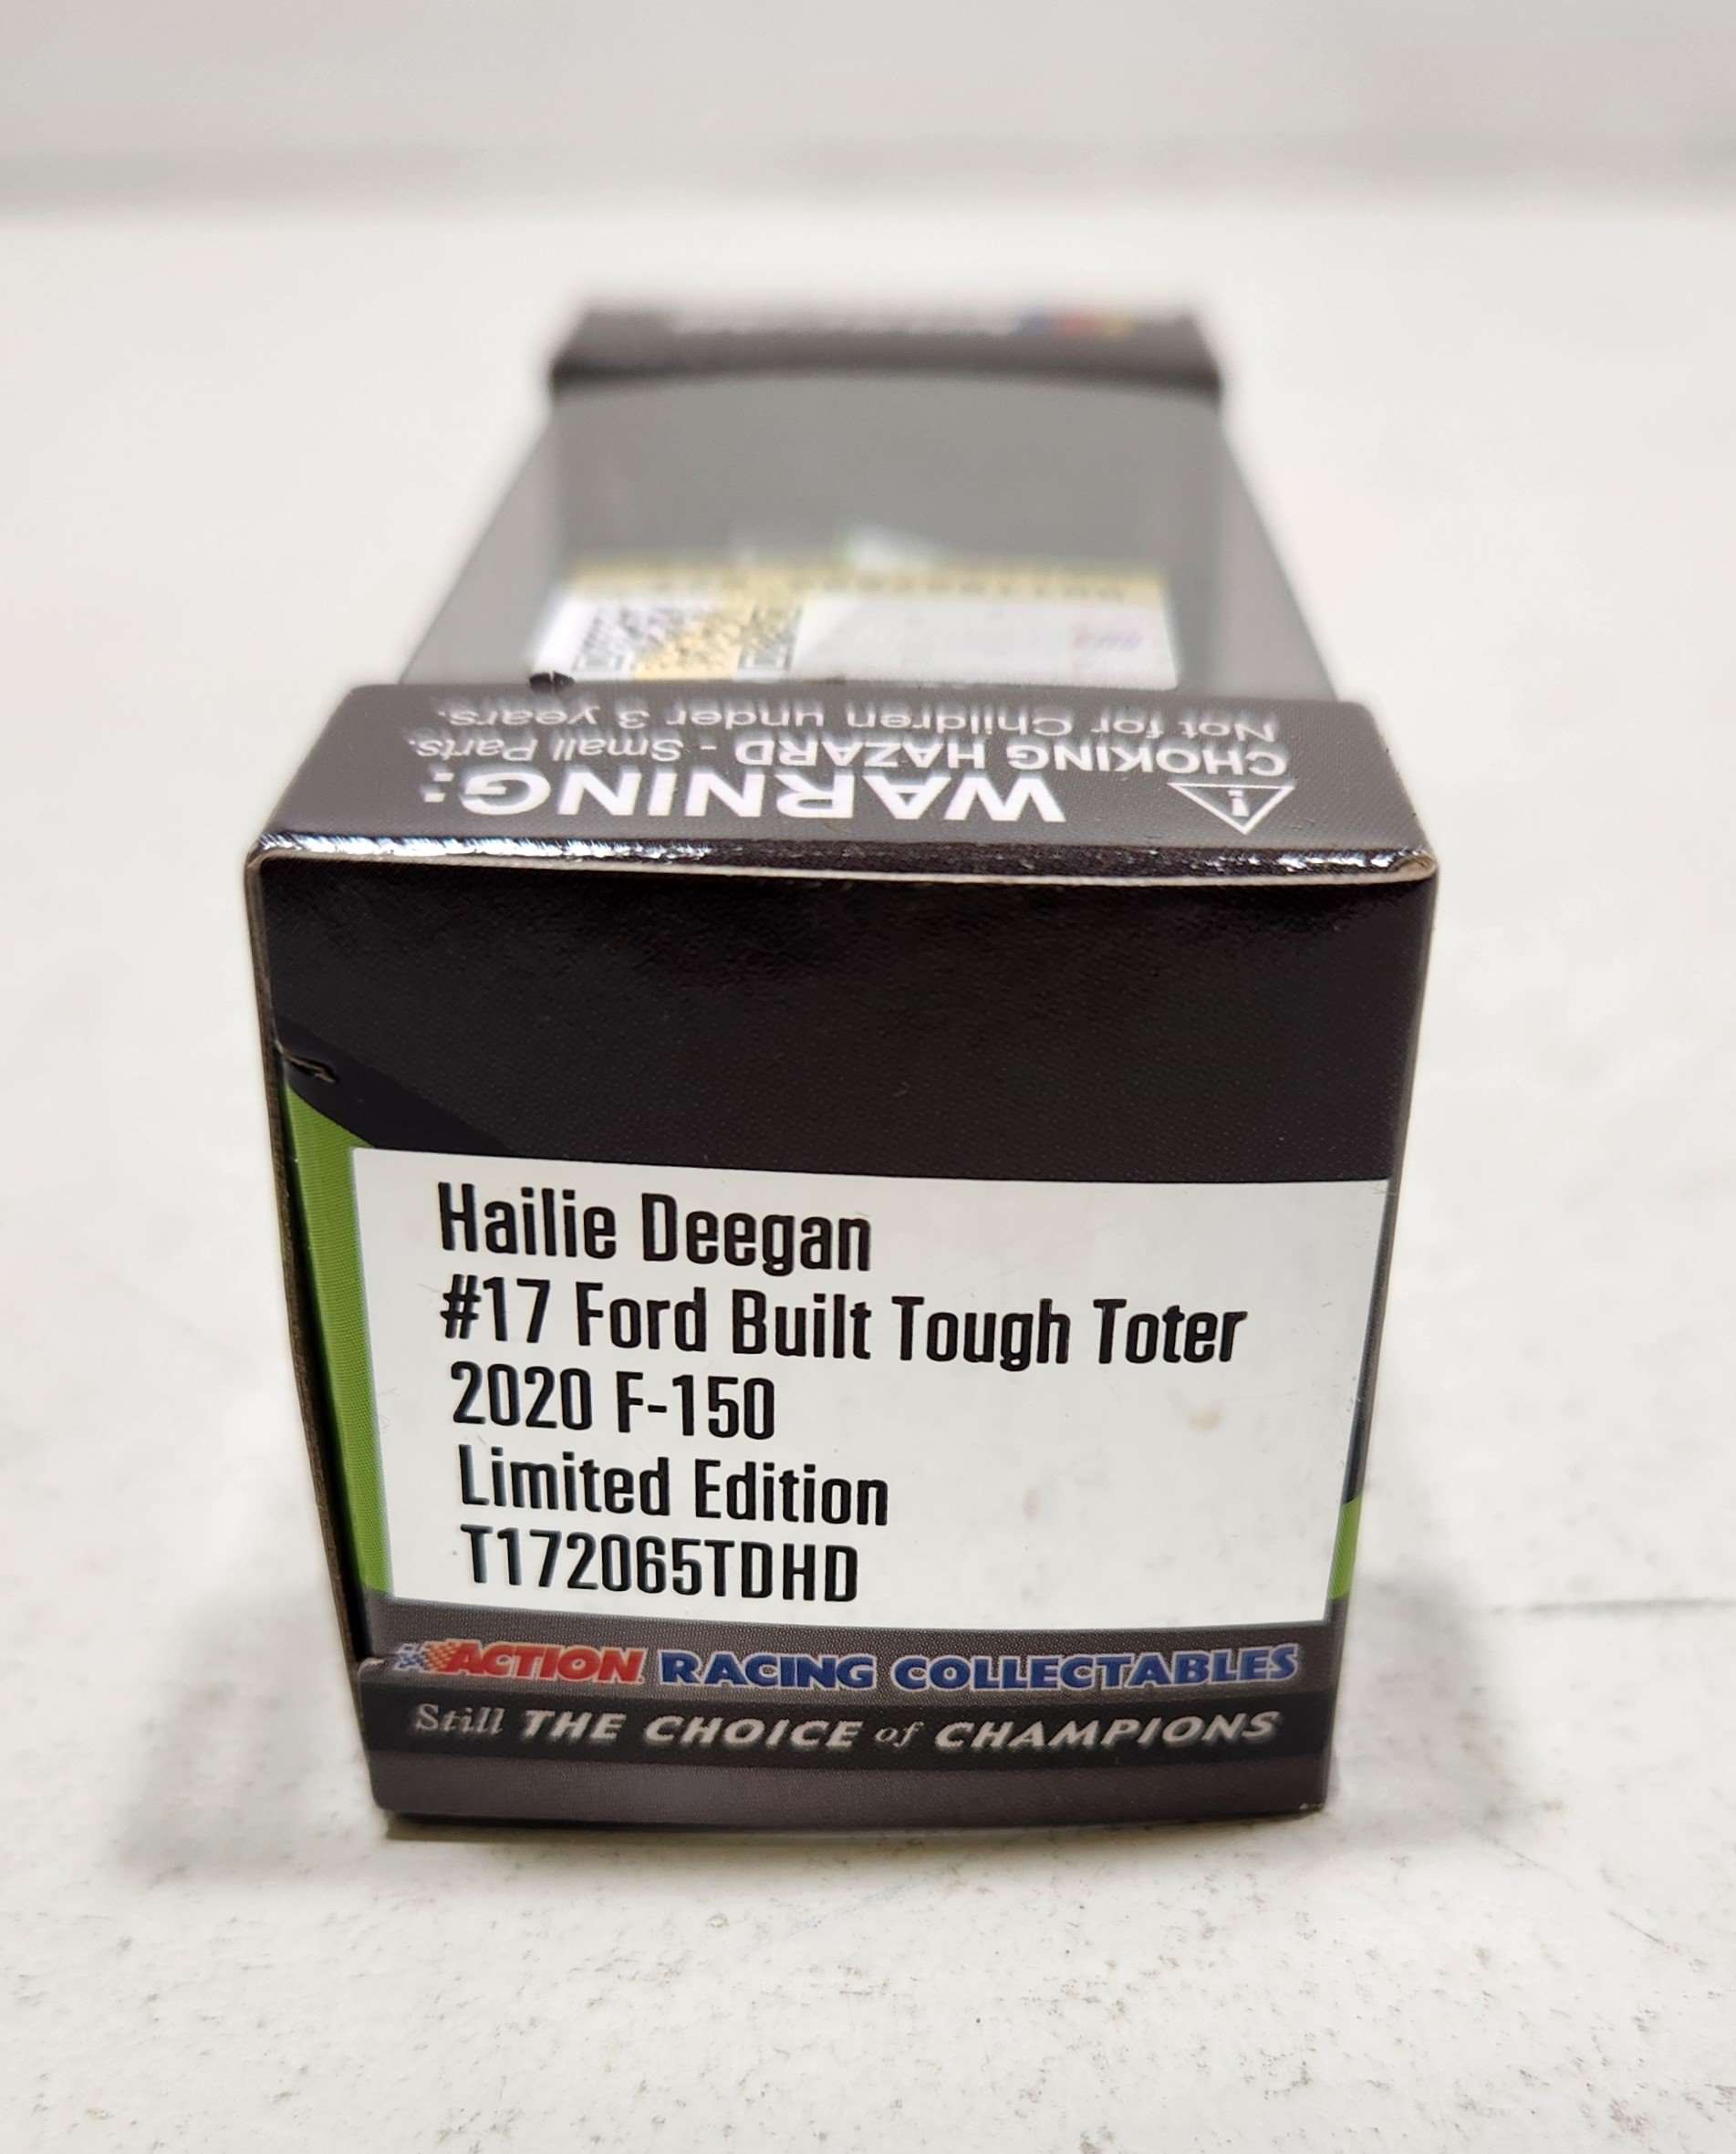 WARNING:
CHOKING HAZARD - Small Parts.
Not for Children under 3 years.
Hailie Deegan
#17 Ford Built Tough Toter
2020 F-150
Limited Edition
T172065TDHD
ACTION RACING COLLECTABLES
Still THE CHOICE of CHAMPIONS